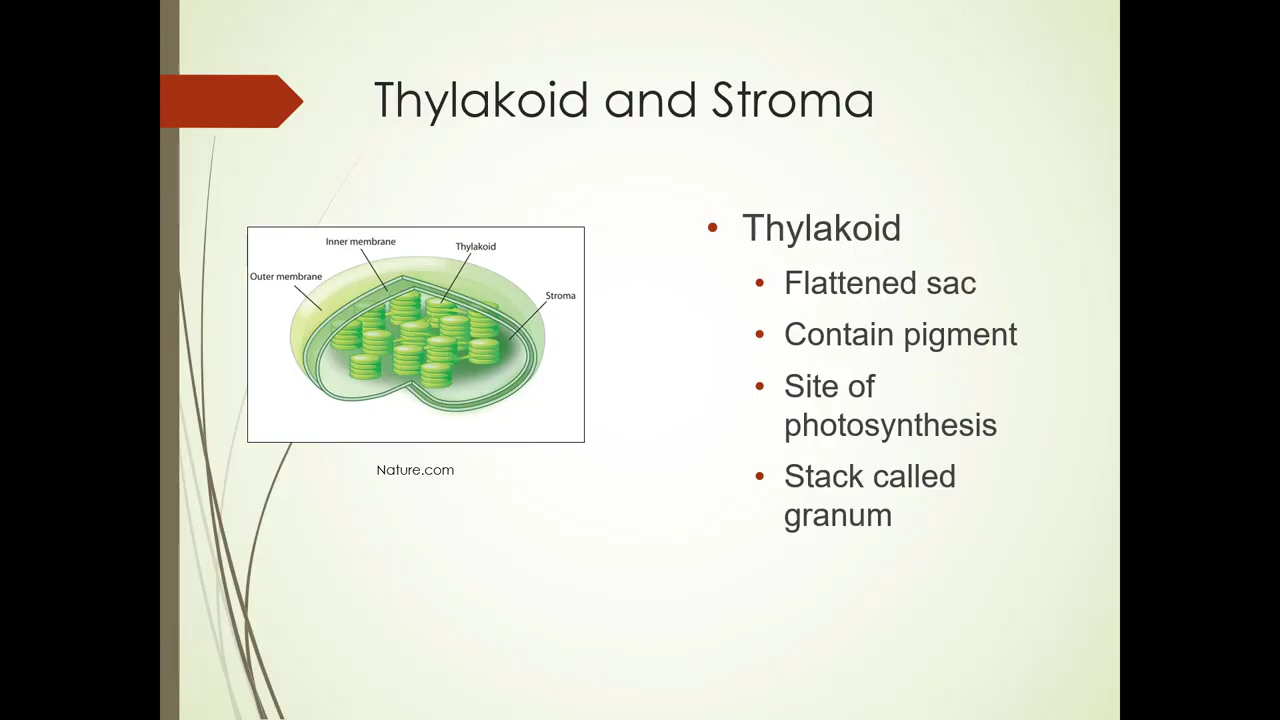 Thylakoid and Stroma
Inner membrane
Thylakoid
Outer membrane
Stroma
Nature.com
• Thylakoid
• Flattened sac
• Contain pigment
• Site of
photosynthesis
• Stack called
granum